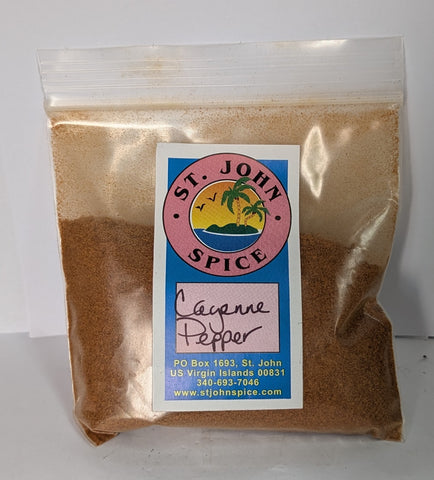 · ST. JOHN ·
SPICE
Cayenne
Pepper
PO Box 1693, St. John
US Virgin Islands 00831
340-693-7046
www.stjohnspice.com